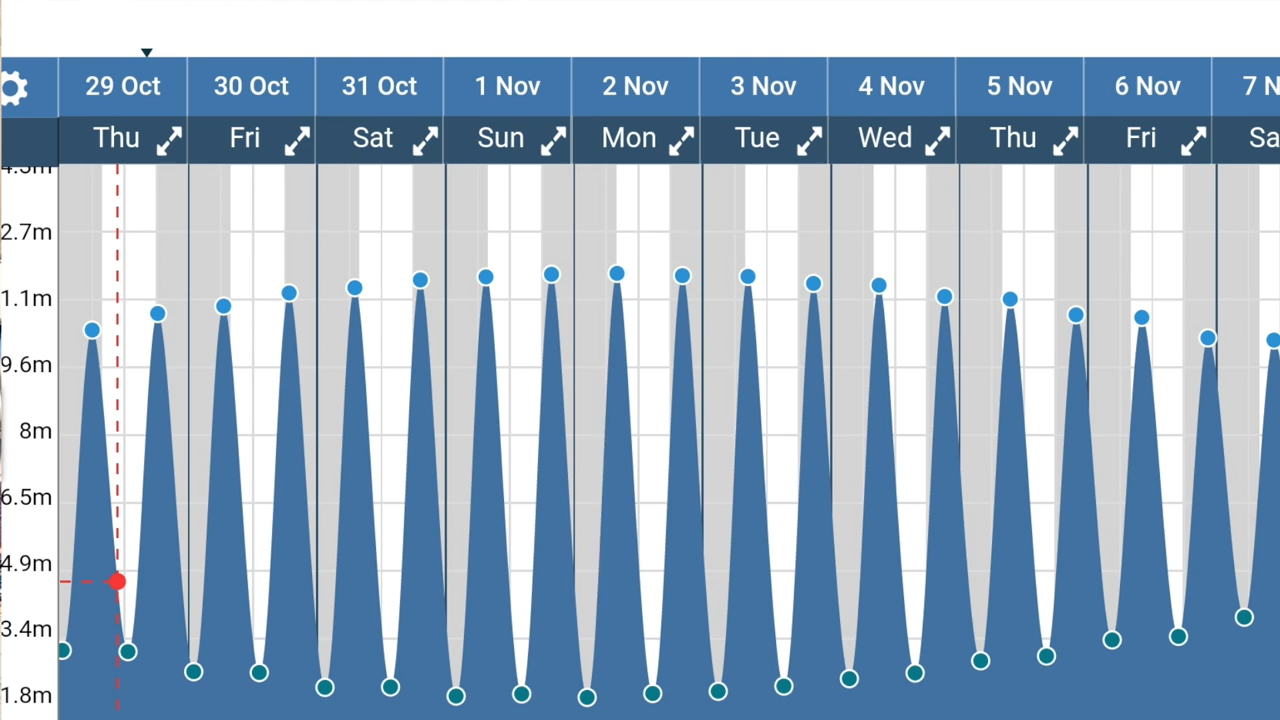 29 Oct 30 Oct 31 Oct 1 Nov 2 Nov 3 Nov 4 Nov 5 Nov 6 Nov 7 N
Thu Fri Sat Sun Mon Tue Wed Thu Fri Sa
2.7m
1.1m
9.6m
8m
6.5m
4.9m
3.4m
1.8m